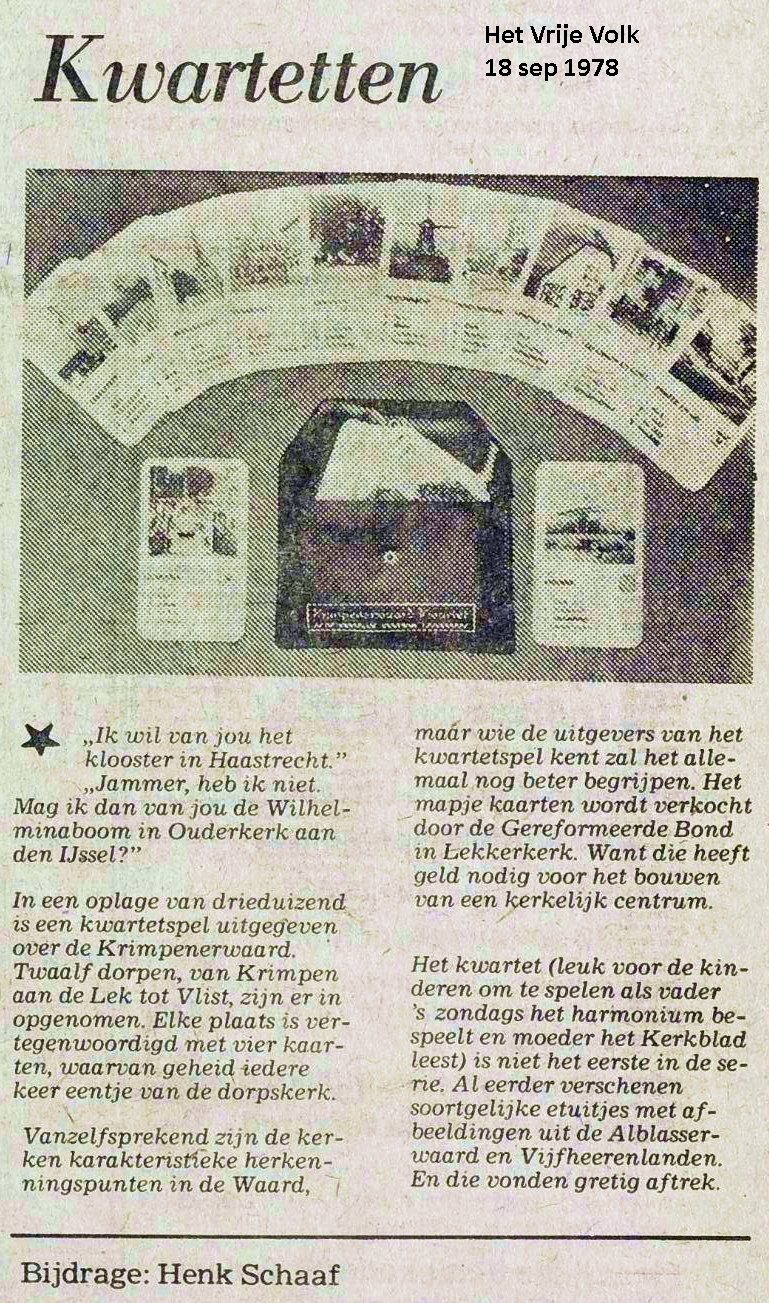 Kwartetten
Het Vrije Volk
18 sep 1978
„Ik wil van jou het
klooster in Haastrecht.”
„Jammer, heb ik niet.
Mag ik dan van jou de Wilhel-
minaboom in Ouderkerk aan
den IJssel?”
In een oplage van drieduizend
is een kwartetspel uitgegeven
over de Krimpenerwaard.
Twaalf dorpen, van Krimpen
aan de Lek tot Vlist, zijn er in
opgenomen. Elke plaats is ver-
tegenwoordigd met vier kaar-
ten, waarvan geheid iedere
keer eentje van de dorpskerk.
Vanzelfsprekend zijn de ker-
ken karakteristieke herken-
ningspunten in de Waard,
maar wie de uitgevers van het
kwartetspel kent zal het alle-
maal nog beter begrijpen. Het
mapje kaarten wordt verkocht
door de Gereformeerde Bond
in Lekkerkerk. Want die heeft
geld nodig voor het bouwen
van een kerkelijk centrum.
Het kwartet (leuk voor de kin-
deren om te spelen als vader
's zondags het harmonium be-
speelt en moeder het Kerkblad
leest) is niet het eerste in de se-
rie. Al eerder verschenen
soortgelijke etuitjes met af-
beeldingen uit de Alblasser-
waard en Vijfheerenlanden.
En die vonden gretig aftrek.
Bijdrage: Henk Schaaf